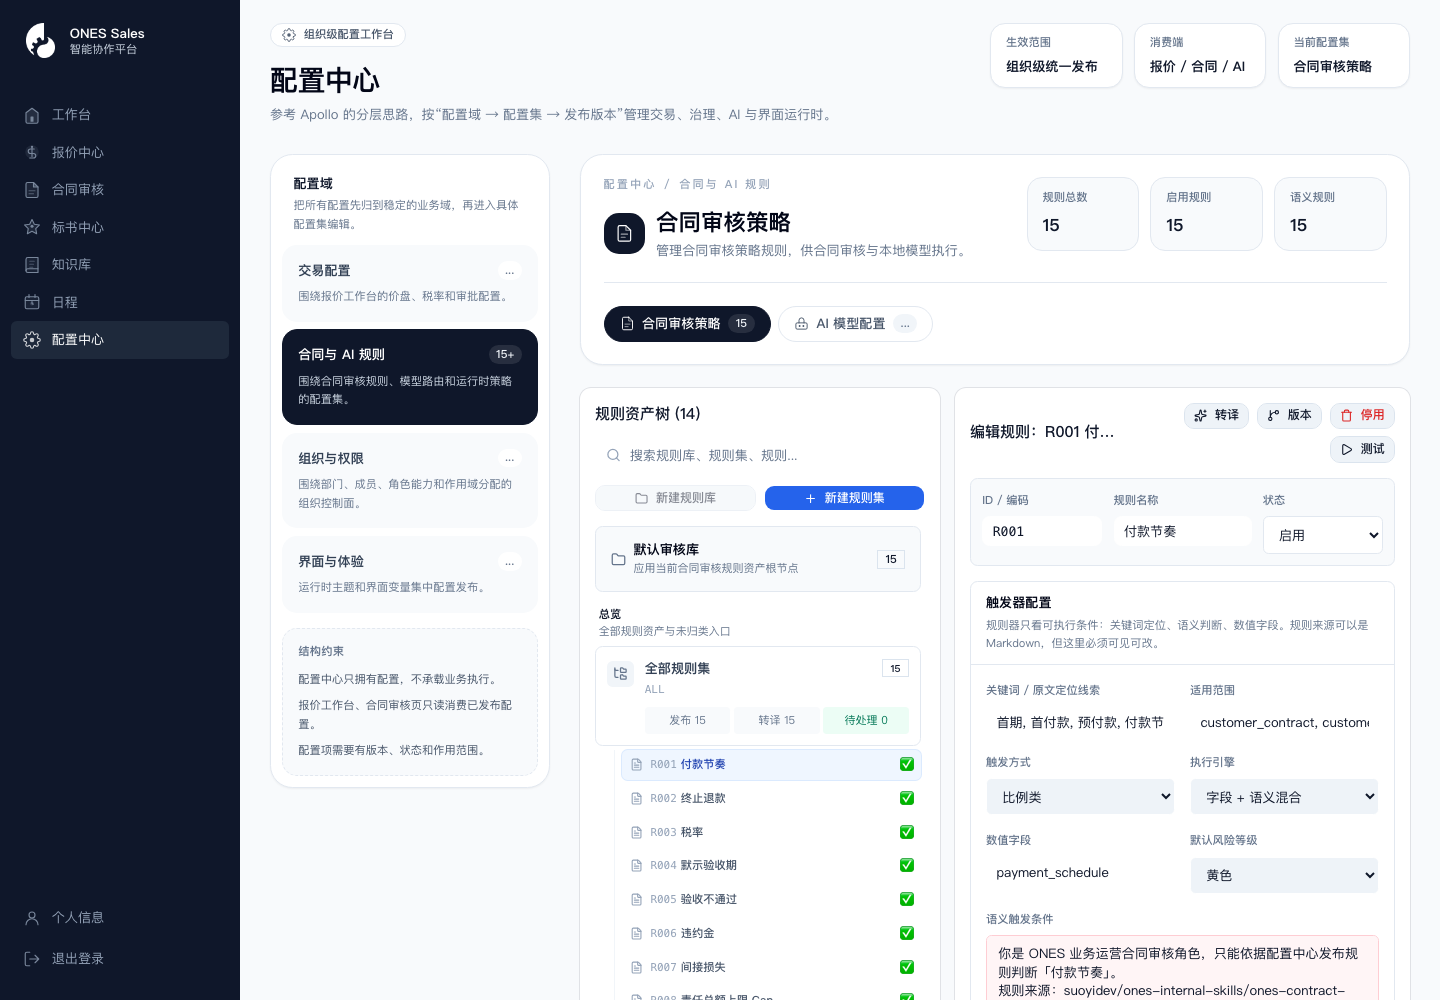 ONES Sales
智能协作平台
工作台
报价中心
合同审核
标书中心
知识库
日程
配置中心
个人信息
退出登录
组织级配置工作台
配置中心
参考 Apollo 的分层思路，按“配置域 → 配置集 → 发布版本”管理交易、治理、AI 与界面运行时。
生效范围
组织级统一发布
消费端
报价 / 合同 / AI
当前配置集
合同审核策略
配置域
把所有配置先归到稳定的业务域，再进入具体
配置集编辑。
交易配置
...
围绕报价工作台的价盘、税率和审批配置。
合同与 AI 规则
15+
围绕合同审核规则、模型路由和运行时策略
的配置集。
组织与权限
...
围绕部门、成员、角色能力和作用域分配的
组织控制面。
界面与体验
...
运行时主题和界面变量集中配置发布。
结构约束
配置中心只拥有配置，不承载业务执行。
报价工作台、合同审核页只读消费已发布配
置。
配置项需要有版本、状态和作用范围。
配置中心 / 合同与 AI 规则
合同审核策略
管理合同审核策略规则，供合同审核与本地模型执行。
规则总数
15
启用规则
15
语义规则
15
合同审核策略 15
AI 模型配置 ...
规则资产树 (14)
搜索规则库、规则集、规则...
新建规则库
新建规则集
默认审核库
应用当前合同审核规则资产根节点
15
总览
全部规则资产与未归类入口
全部规则集
15
ALL
发布 15
转译 15
待处理 0
R001 付款节奏
R002 终止退款
R003 税率
R004 默示验收期
R005 验收不通过
R006 违约金
R007 间接损失
R008 责任总额上限 Cap
编辑规则：R001 付...
转译
版本
停用
测试
ID / 编码
R001
规则名称
付款节奏
状态
启用
触发器配置
规则器只看可执行条件：关键词定位、语义判断、数值字段。规则来源可以是
Markdown，但这里必须可见可改。
关键词 / 原文定位线索
首期, 首付款, 预付款, 付款节
适用范围
customer_contract, custome
触发方式
比例类
执行引擎
字段 + 语义混合
数值字段
payment_schedule
默认风险等级
黄色
语义触发条件
你是 ONES 业务运营合同审核角色，只能依据配置中心发布规
则判断「付款节奏」。
规则来源：suoyidev/ones-internal-skills/ones-contract-